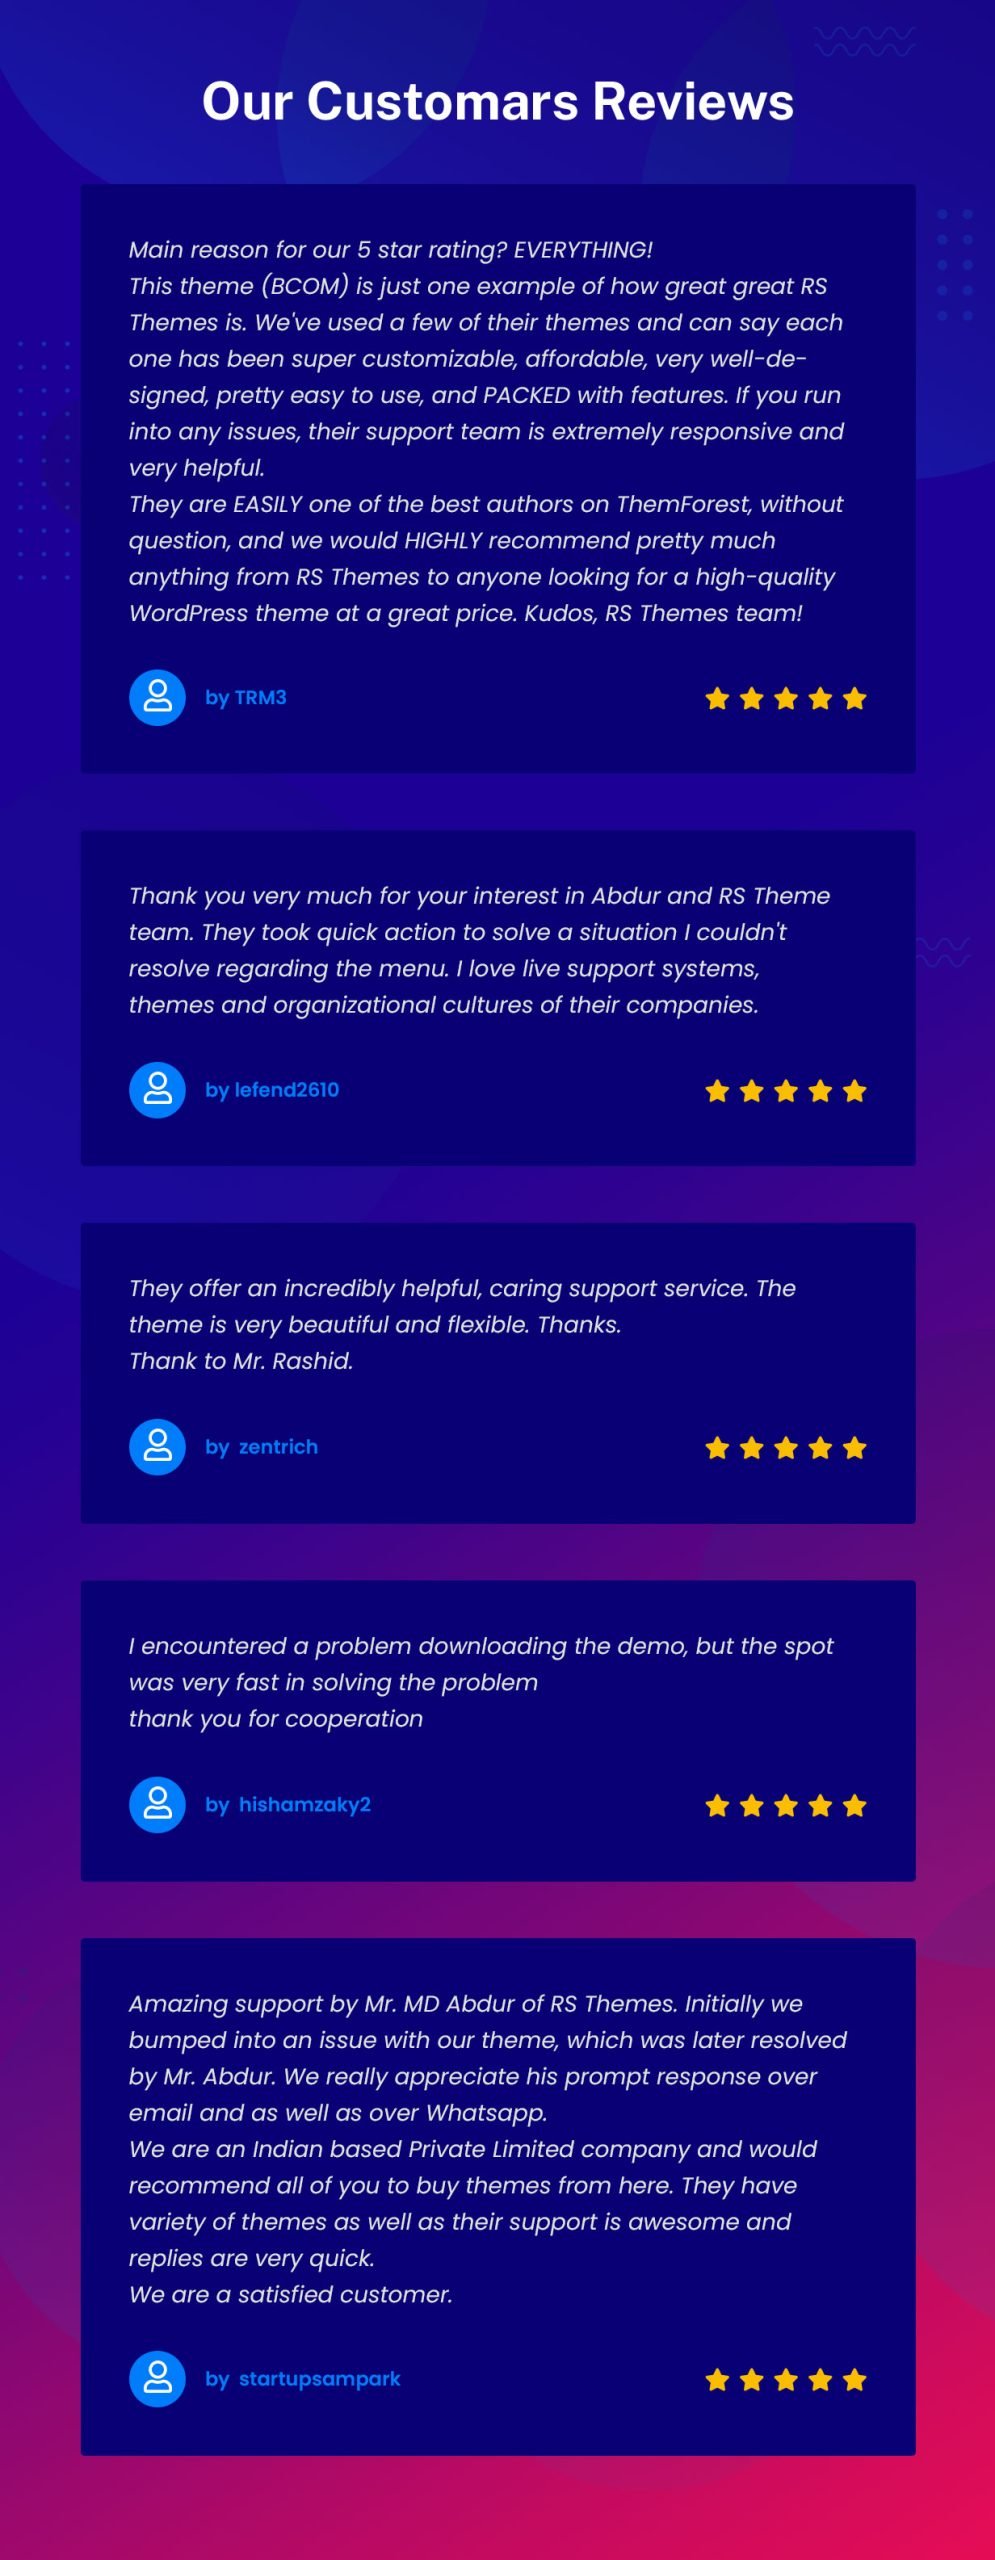 Our Customars Reviews
Main reason for our 5 star rating? EVERYTHING!
This theme (BCOM) is just one example of how great great RS
Themes is. We've used a few of their themes and can say each
one has been super customizable, affordable, very well-de-
signed, pretty easy to use, and PACKED with features. If you run
into any issues, their support team is extremely responsive and
very helpful.
They are EASILY one of the best authors on ThemForest, without
question, and we would HIGHLY recommend pretty much
anything from RS Themes to anyone looking for a high-quality
WordPress theme at a great price. Kudos, RS Themes team!
by TRM3
Thank you very much for your interest in Abdur and RS Theme
team. They took quick action to solve a situation I couldn't
resolve regarding the menu. I love live support systems,
themes and organizational cultures of their companies.
by lefend2610
They offer an incredibly helpful, caring support service. The
theme is very beautiful and flexible. Thanks.
Thank to Mr. Rashid.
by zentrich
I encountered a problem downloading the demo, but the spot
was very fast in solving the problem
thank you for cooperation
by hishamzaky2
Amazing support by Mr. MD Abdur of RS Themes. Initially we
bumped into an issue with our theme, which was later resolved
by Mr. Abdur. We really appreciate his prompt response over
email and as well as over Whatsapp.
We are an Indian based Private Limited company and would
recommend all of you to buy themes from here. They have
variety of themes as well as their support is awesome and
replies are very quick.
We are a satisfied customer.
by startupsampark